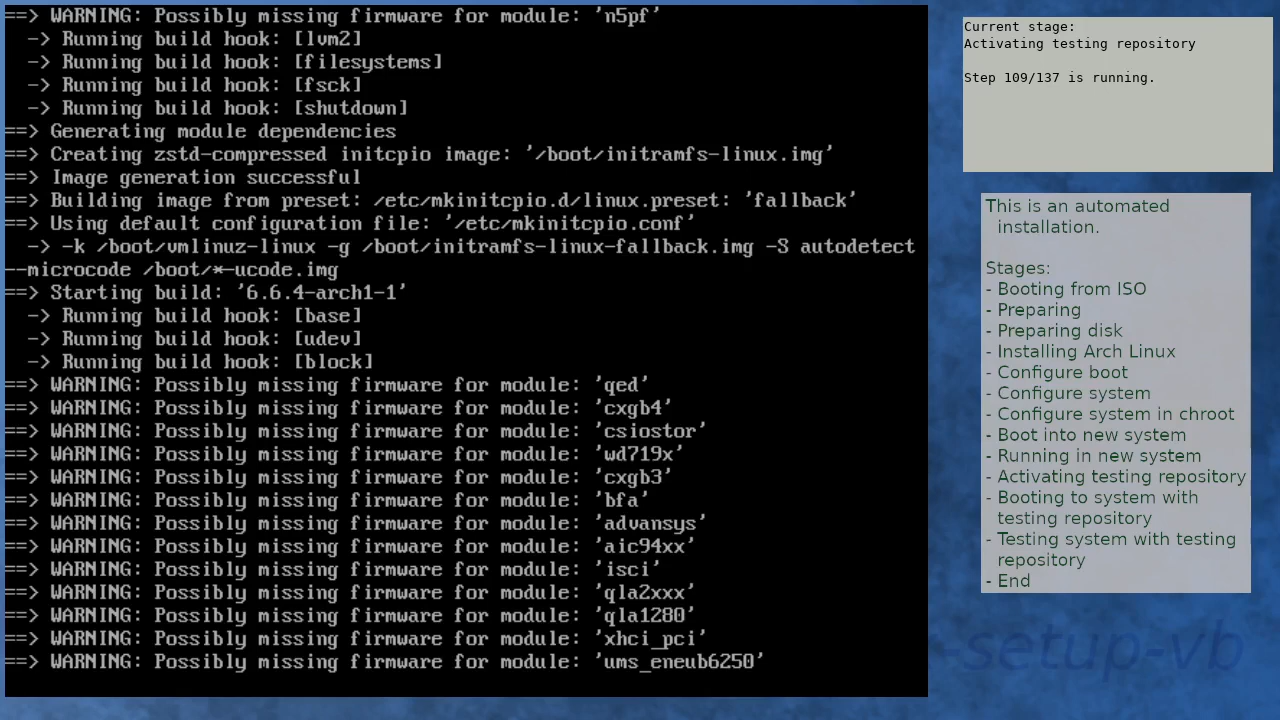 ==> WARNING: Possibly missing firmware for module: 'n5pf'
  -> Running build hook: [lvm2]
  -> Running build hook: [filesystems]
  -> Running build hook: [fsck]
  -> Running build hook: [shutdown]
==> Generating module dependencies
==> Creating zstd-compressed initcpio image: '/boot/initramfs-linux.img'
==> Image generation successful
==> Building image from preset: /etc/mkinitcpio.d/linux.preset: 'fallback'
==> Using default configuration file: '/etc/mkinitcpio.conf'
  -> -k /boot/vmlinuz-linux -g /boot/initramfs-linux-fallback.img -S autodetect
--microcode /boot/*-ucode.img
==> Starting build: '6.6.4-arch1-1'
  -> Running build hook: [base]
  -> Running build hook: [udev]
  -> Running build hook: [block]
==> WARNING: Possibly missing firmware for module: 'qed'
==> WARNING: Possibly missing firmware for module: 'cxgb4'
==> WARNING: Possibly missing firmware for module: 'csiostor'
==> WARNING: Possibly missing firmware for module: 'wd719x'
==> WARNING: Possibly missing firmware for module: 'cxgb3'
==> WARNING: Possibly missing firmware for module: 'bfa'
==> WARNING: Possibly missing firmware for module: 'advansys'
==> WARNING: Possibly missing firmware for module: 'aic94xx'
==> WARNING: Possibly missing firmware for module: 'isci'
==> WARNING: Possibly missing firmware for module: 'qla2xxx'
==> WARNING: Possibly missing firmware for module: 'qla1280'
==> WARNING: Possibly missing firmware for module: 'xhci_pci'
==> WARNING: Possibly missing firmware for module: 'ums_eneub6250'
Current stage:
Activating testing repository
Step 109/137 is running.
This is an automated
installation.
Stages:
- Booting from ISO
- Preparing
- Preparing disk
- Installing Arch Linux
- Configure boot
- Configure system
- Configure system in chroot
- Boot into new system
- Running in new system
- Activating testing repository
- Booting to system with
testing repository
- Testing system with testing
repository
- End
-setup-vb